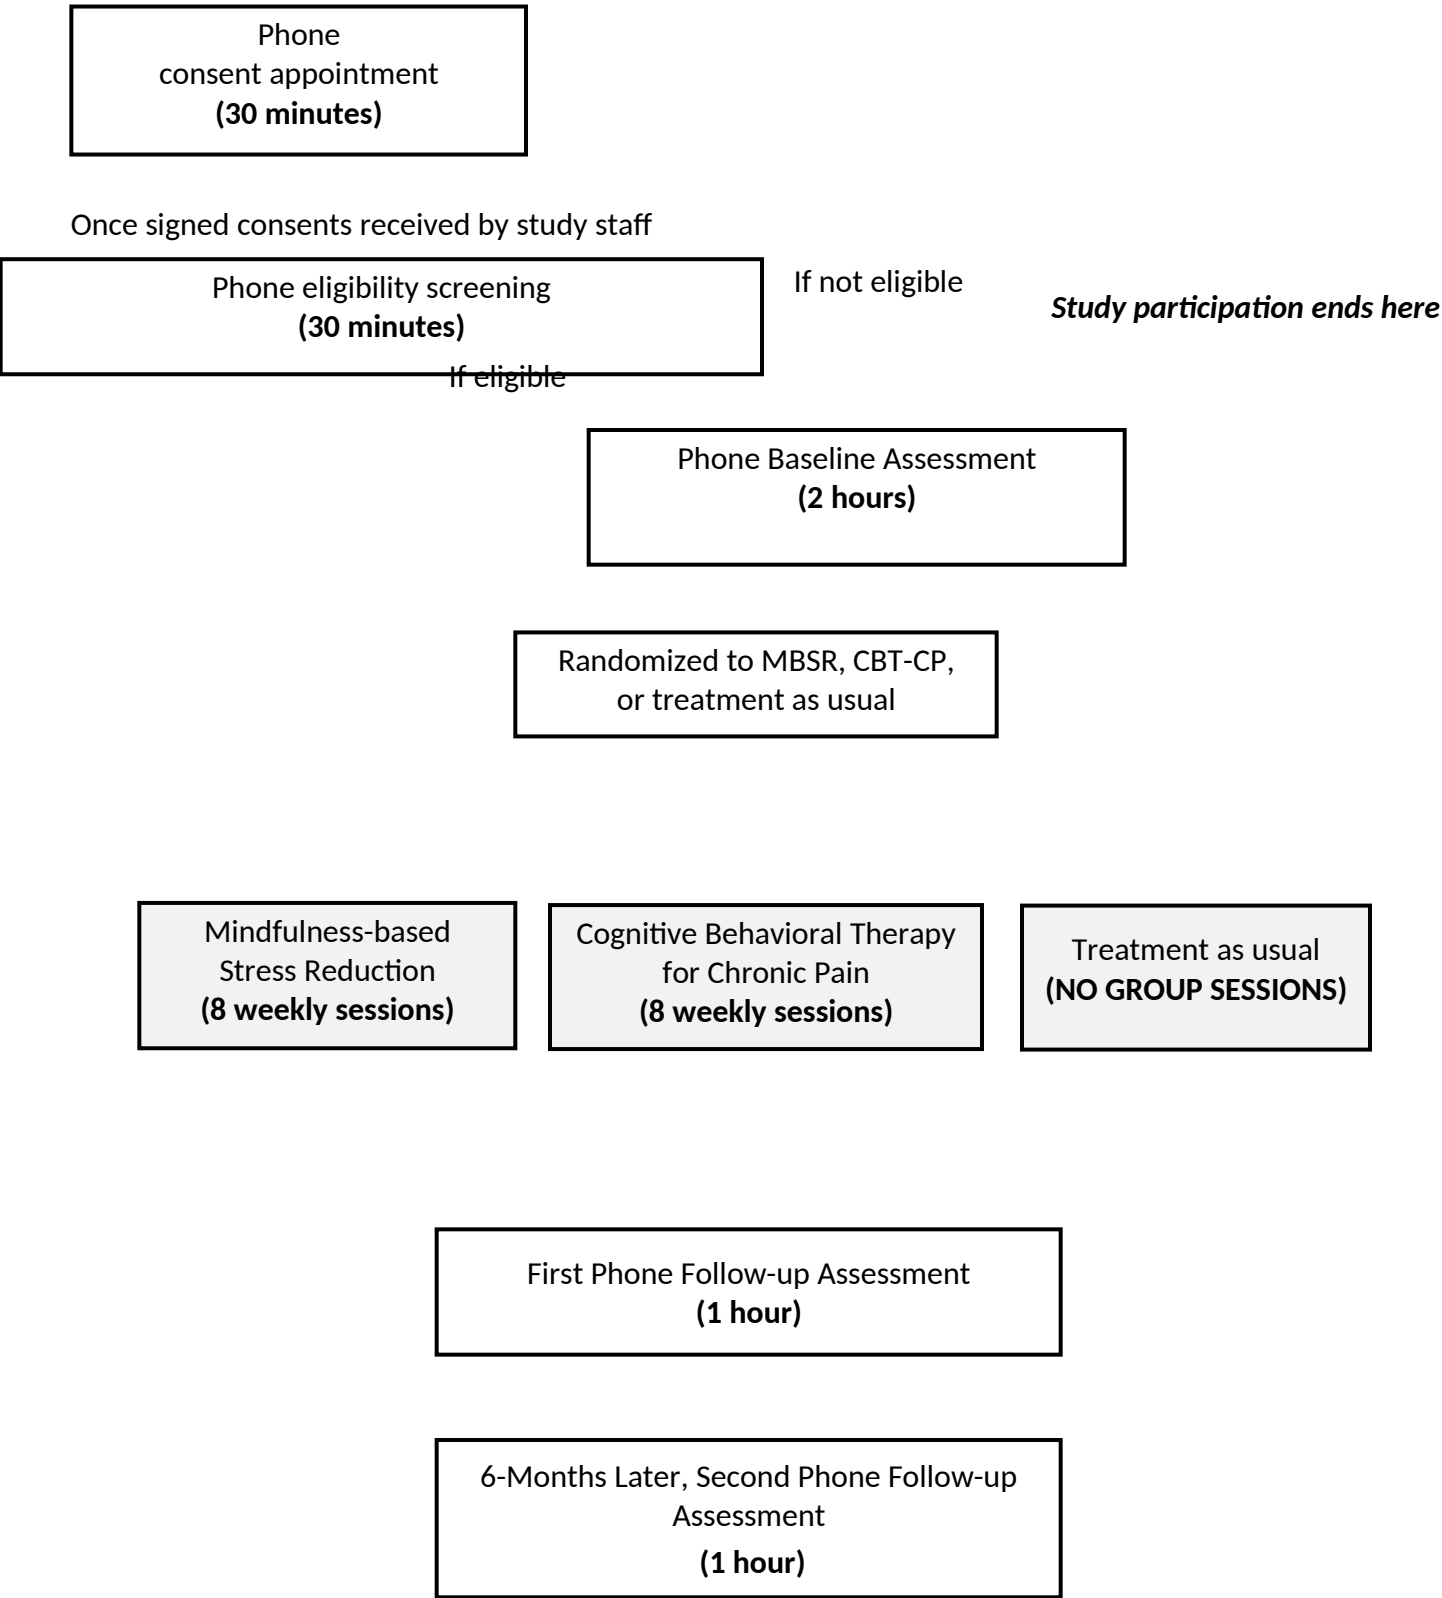 Phone
consent appointment
(30 minutes)
Once signed consents received by study staff
Phone eligibility screening
(30 minutes)
If not eligible
Study participation ends here
If eligible
Phone Baseline Assessment
(2 hours)
Randomized to MBSR, CBT-CP,
or treatment as usual
Mindfulness-based
Stress Reduction
(8 weekly sessions)
Cognitive Behavioral Therapy
for Chronic Pain
(8 weekly sessions)
Treatment as usual
(NO GROUP SESSIONS)
First Phone Follow-up Assessment
(1 hour)
6-Months Later, Second Phone Follow-up
Assessment
(1 hour)